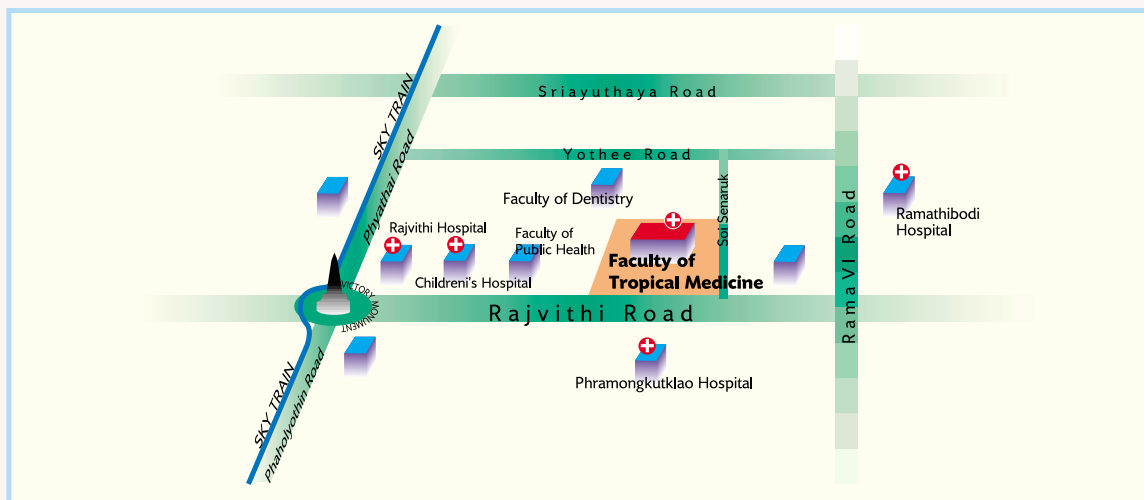 SKY TRAIN
Phyathai Road
Sriayuthaya Road
Yothee Road
Soi Senaruk
RamaVI Road
Ramathibodi
Hospital
Faculty of Dentistry
Rajvithi Hospital
Faculty of
Public Health
Childreni's Hospital
Faculty of
Tropical Medicine
VICTORY MONUMENT
Rajvithi Road
Phramongkutklao Hospital
SKY TRAIN
Phaholyothin Road